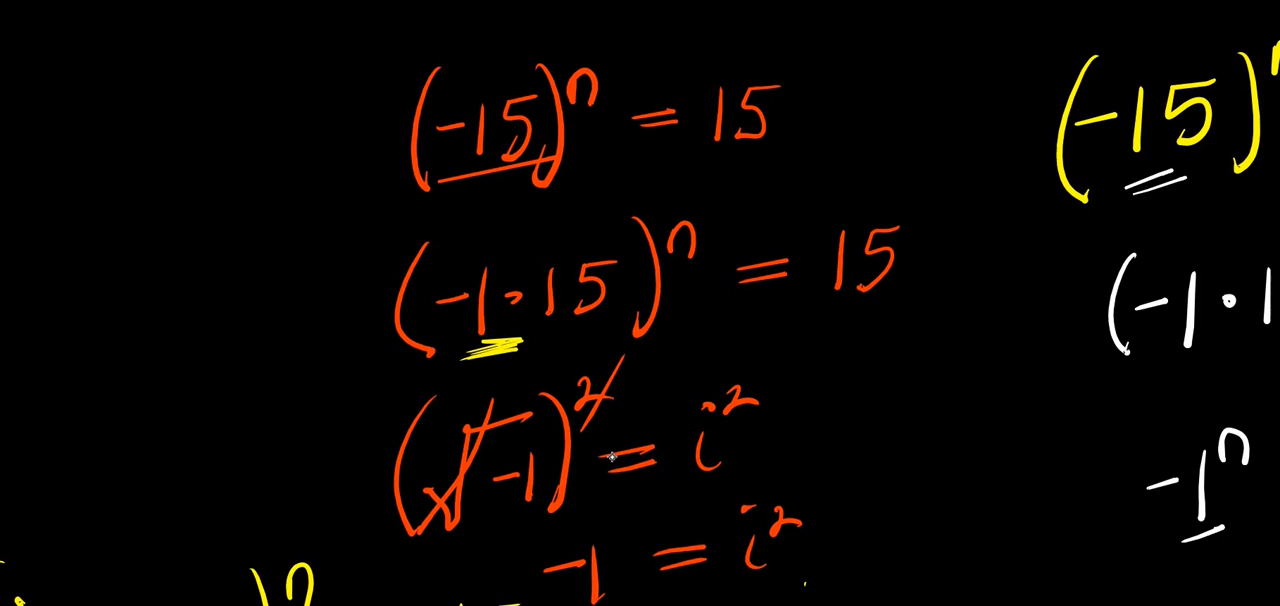 (-15)^n = 15
(-1·15)^n = 15
(√-1)^2 = i^2
-1 = i^2
(-15)
(-1·1
-1^n
)^n